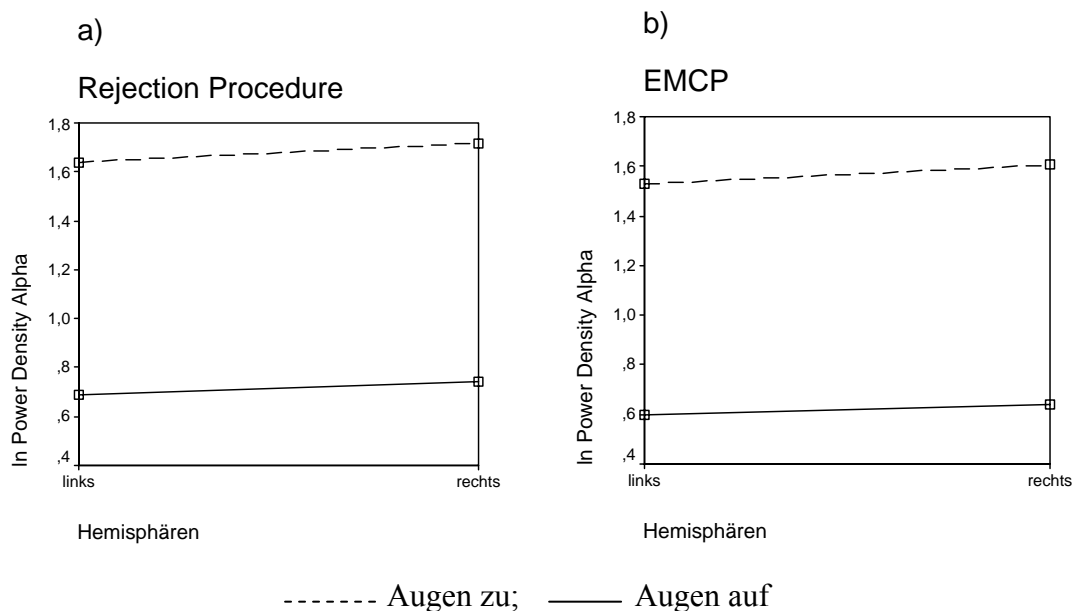 a)
Rejection Procedure
1,8
1,6
1,4
1,2
1,0
,8
,6
,4
ln Power Density Alpha
links rechts
Hemisphären
b)
EMCP
1,8
1,6
1,4
1,2
1,0
,8
,6
,4
ln Power Density Alpha
links rechts
Hemisphären
Augen zu; Augen auf